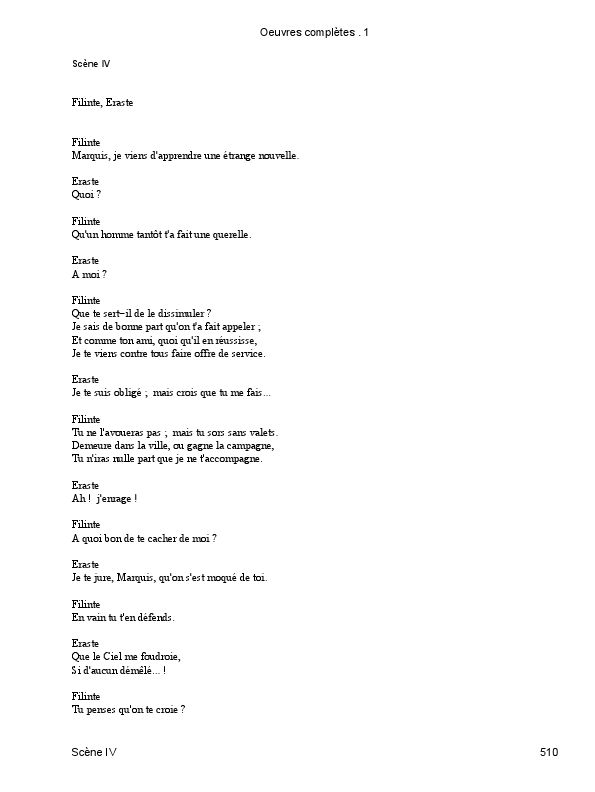 Oeuvres complètes . 1
Scène IV
Filinte, Eraste
Filinte
Marquis, je viens d'apprendre une étrange nouvelle.
Eraste
Quoi ?
Filinte
Qu'un homme tantôt t'a fait une querelle.
Eraste
A moi ?
Filinte
Que te sert-il de le dissimuler ?
Je sais de bonne part qu'on t'a fait appeler ;
Et comme ton ami, quoi qu'il en réussisse,
Je te viens contre tous faire offre de service.
Eraste
Je te suis obligé ; mais crois que tu me fais...
Filinte
Tu ne l'avoueras pas ; mais tu sors sans valets.
Demeure dans la ville, ou gagne la campagne,
Tu n'iras nulle part que je ne t'accompagne.
Eraste
Ah ! j'enrage !
Filinte
A quoi bon de te cacher de moi ?
Eraste
Je te jure, Marquis, qu'on s'est moqué de toi.
Filinte
En vain tu t'en défends.
Eraste
Que le Ciel me foudroie,
Si d'aucun démêlé... !
Filinte
Tu penses qu'on te croie ?
Scène IV
510